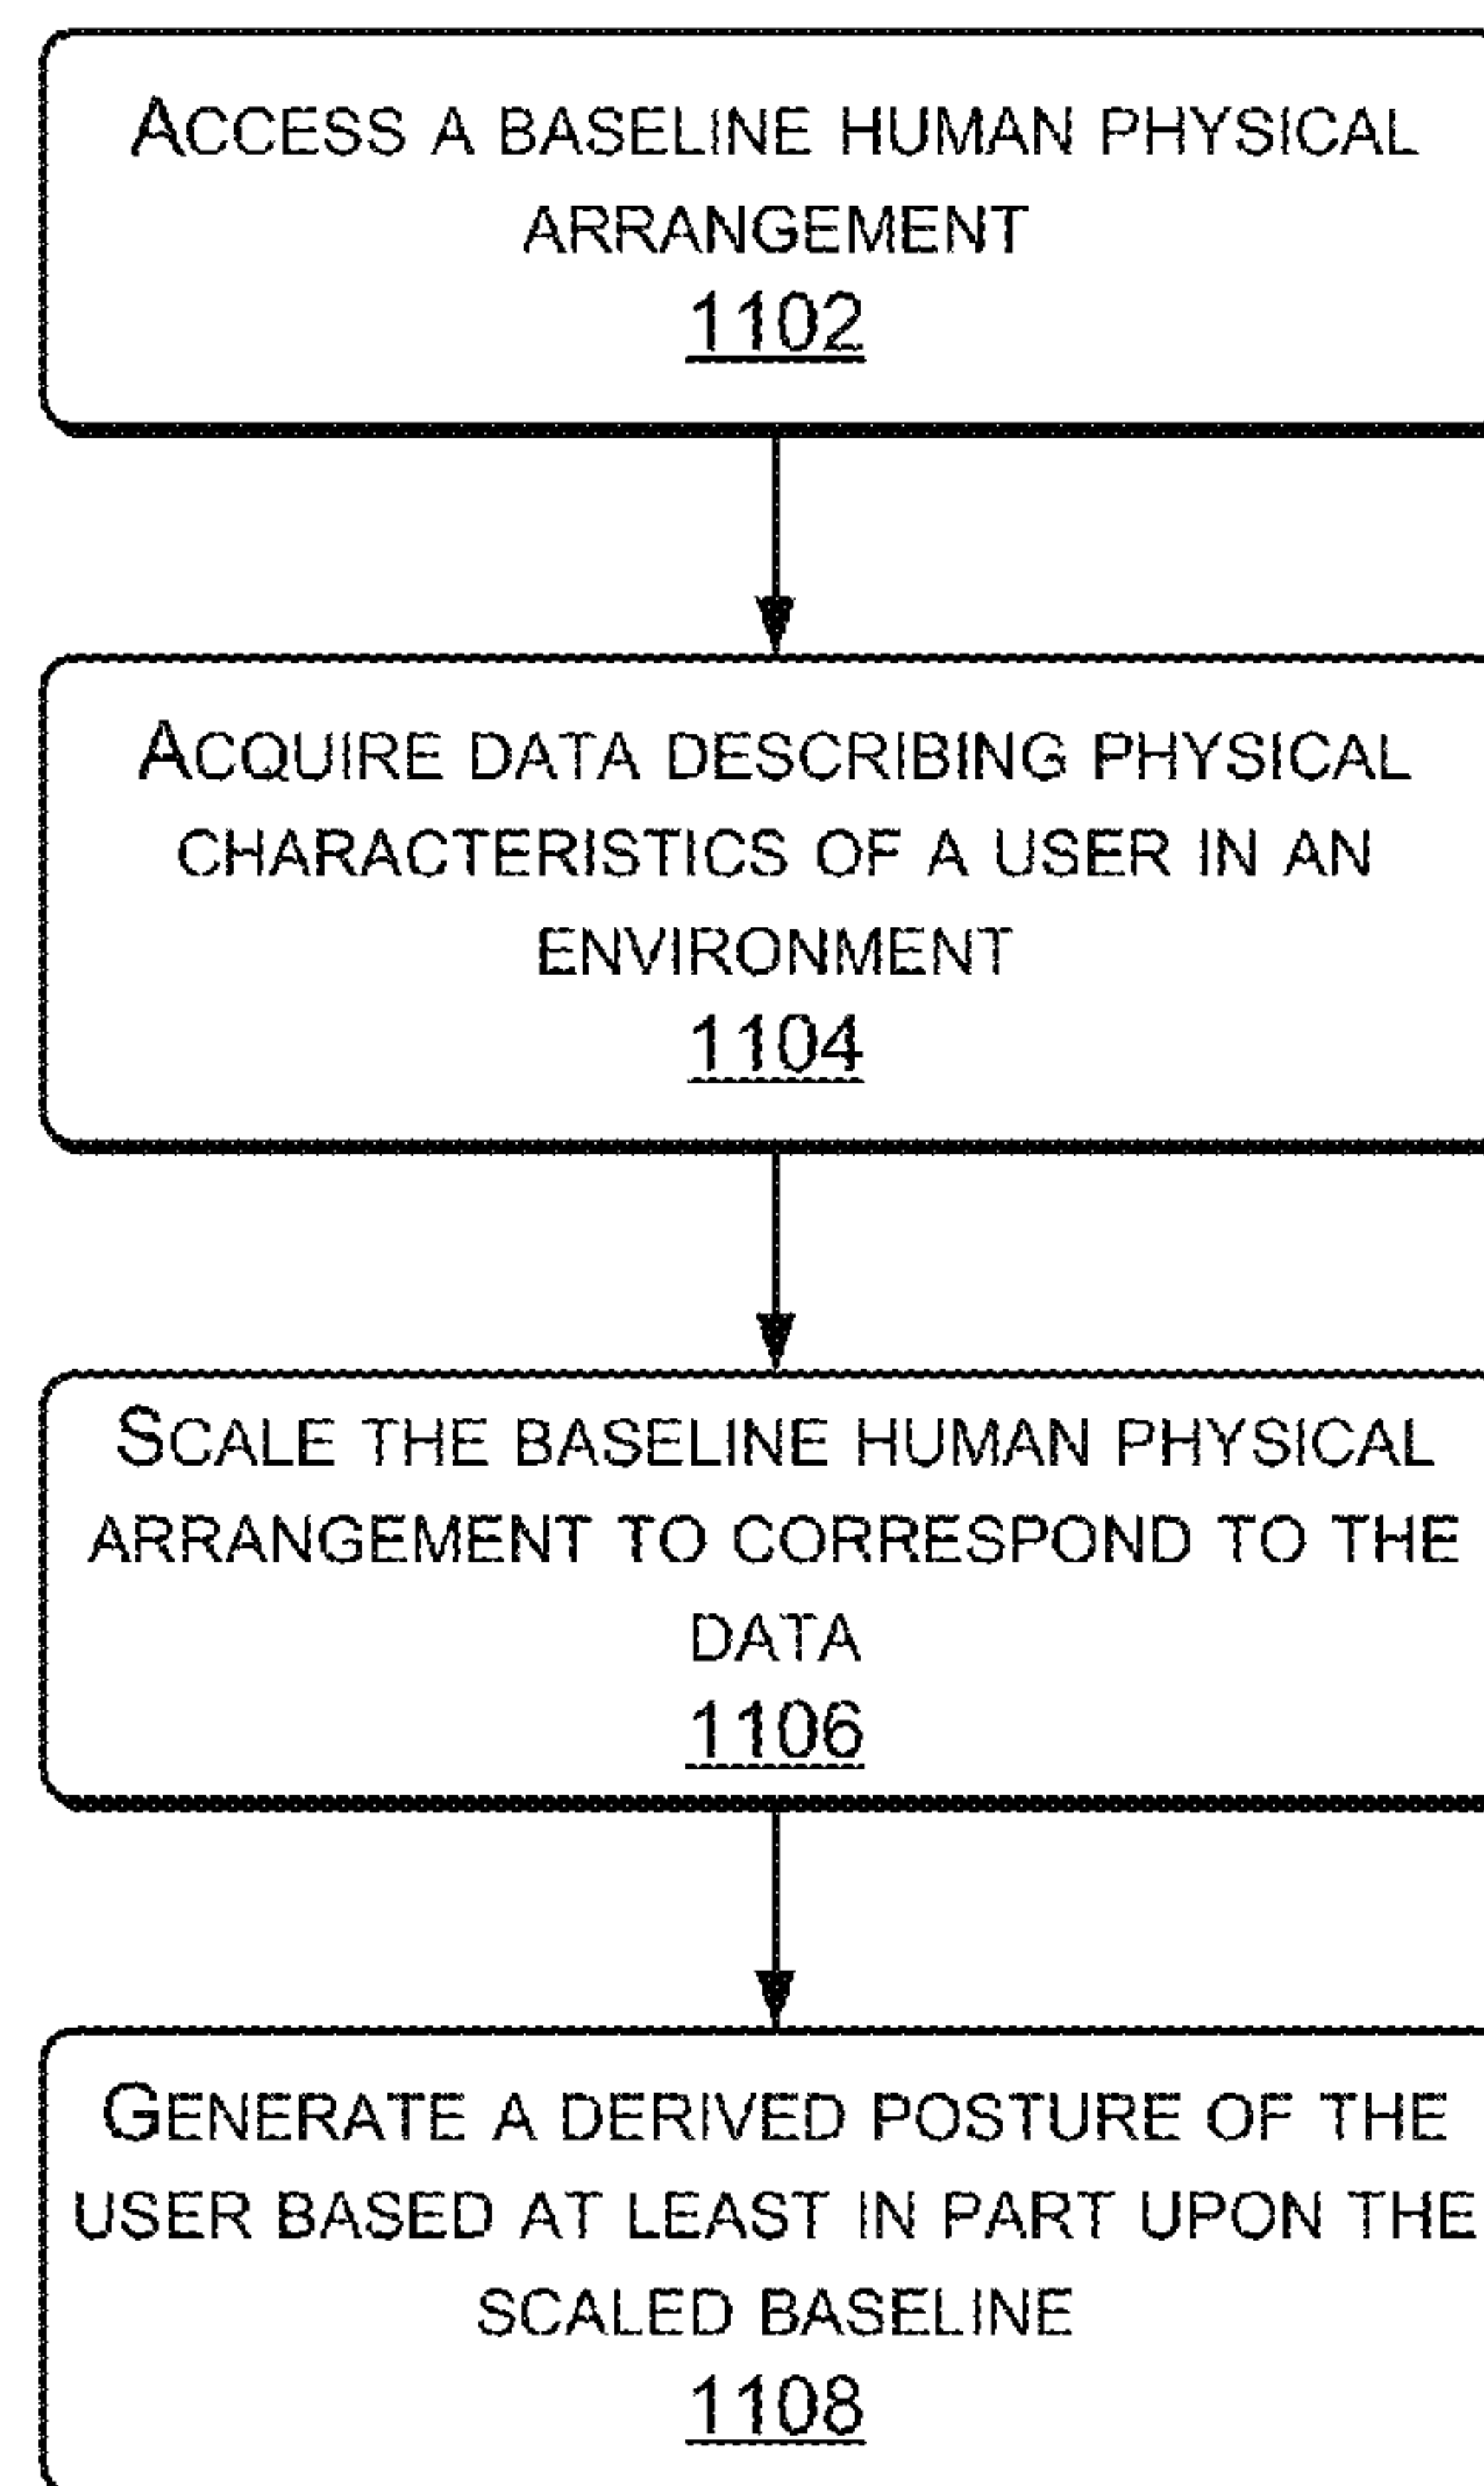 ACCESS A BASELINE HUMAN PHYSICAL
ARRANGEMENT
1102
ACQUIRE DATA DESCRIBING PHYSICAL
CHARACTERISTICS OF A USER IN AN
ENVIRONMENT
1104
SCALE THE BASELINE HUMAN PHYSICAL
ARRANGEMENT TO CORRESPOND TO THE
DATA
1106
GENERATE A DERIVED POSTURE OF THE
USER BASED AT LEAST IN PART UPON THE
SCALED BASELINE
1108